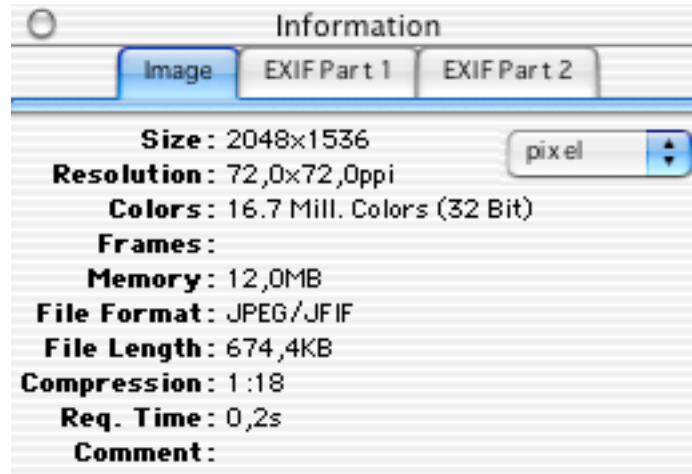 Information
Image EXIF Part 1 EXIF Part 2
Size: 2048x1536 pixel
Resolution: 72,0x72,0ppi
Colors: 16.7 Mill. Colors (32 Bit)
Frames:
Memory: 12,0MB
File Format: JPEG/JFIF
File Length: 674,4KB
Compression: 1:18
Req. Time: 0,2s
Comment: